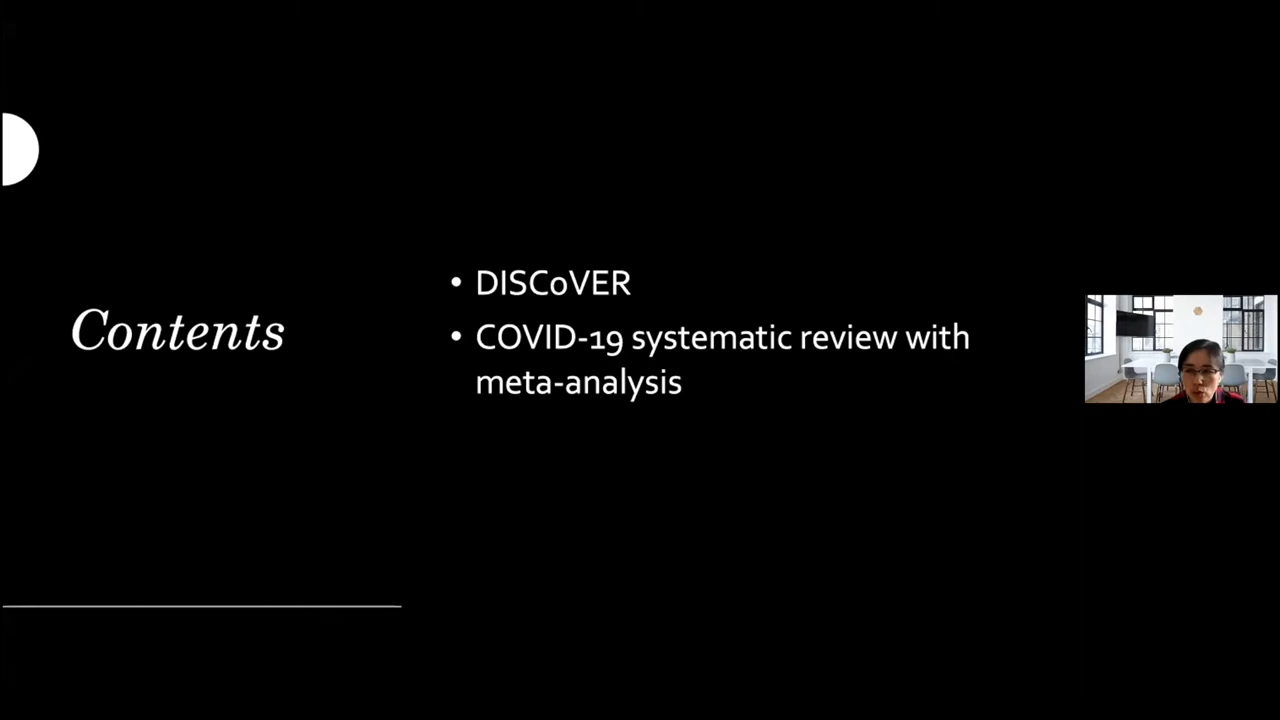 Contents
• DISCoVER
• COVID-19 systematic review with
meta-analysis